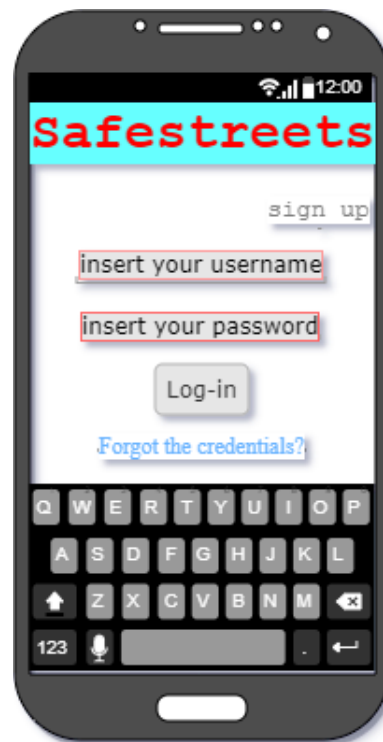 12:00
Safestreets
sign up
insert your username
insert your password
Log-in
Forgot the credentials?
Q W E R T Y U I O P
A S D F G H J K L
Z X C V B N M
123 .